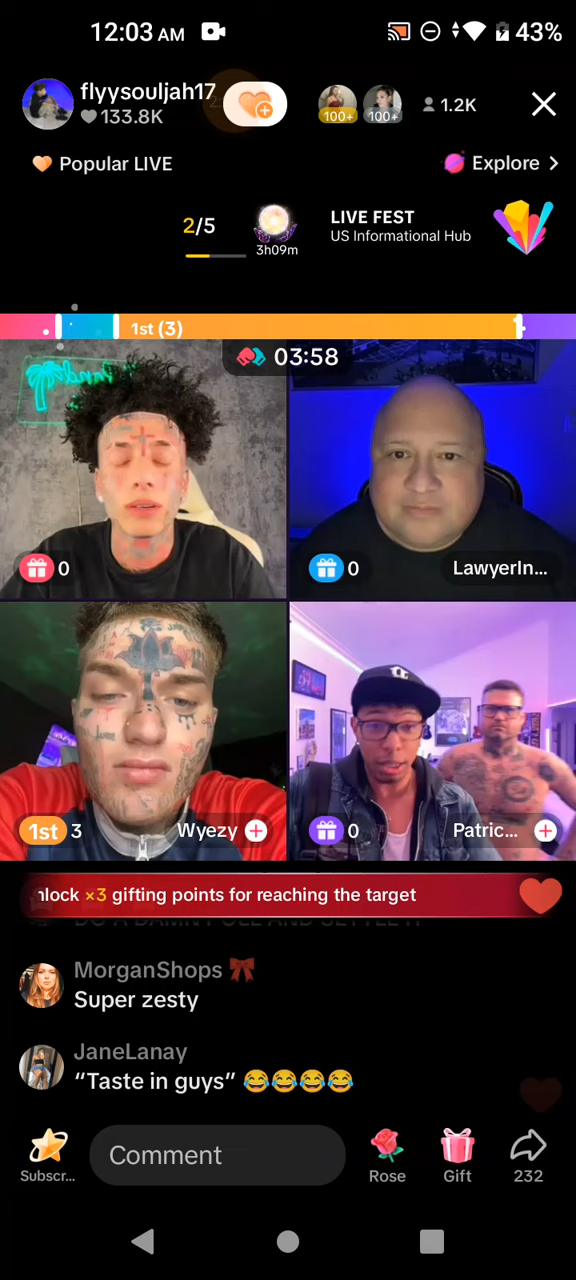 12:03 AM
43%
flyysouljah17
133.8K
100+
100+
1.2K
Popular LIVE
Explore >
2/5
3h09m
LIVE FEST
US Informational Hub
1st (3)
03:58
0
0
LawyerIn...
1st 3
Wyezy
0
Patric...
nlock ×3 gifting points for reaching the target
MorganShops 🎀
Super zesty
JaneLanay
“Taste in guys” 😂😂😂😂
Subscr...
Comment
Rose
Gift
232